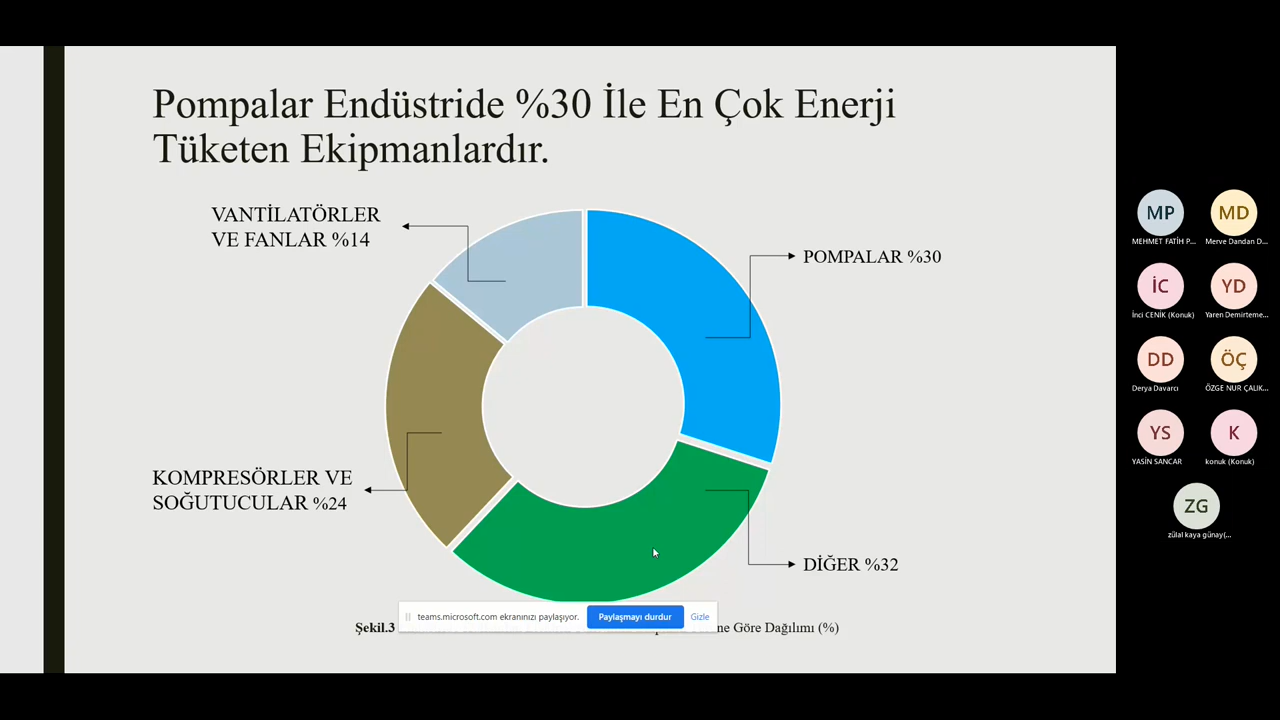 Pompalar Endüstride %30 İle En Çok Enerji
Tüketen Ekipmanlardır.
VANTİLATÖRLER
VE FANLAR %14
POMPALAR %30
KOMPRESÖRLER VE
SOĞUTUCULAR %24
DİĞER %32
teams.microsoft.com ekranınızı paylaşıyor.
Paylaşmayı durdur
Gizle
Şekil.3
Göre Dağılımı (%)
MP
MEHMET FATİH P...
MD
Merve Dandan D...
İC
İnci CENİK (Konuk)
YD
Yaren Demirteme...
DD
Derya Davarcı
ÖÇ
ÖZGE NUR ÇALIK...
YS
YASİN SANCAR
K
konuk (Konuk)
ZG
zülal kaya günay(...